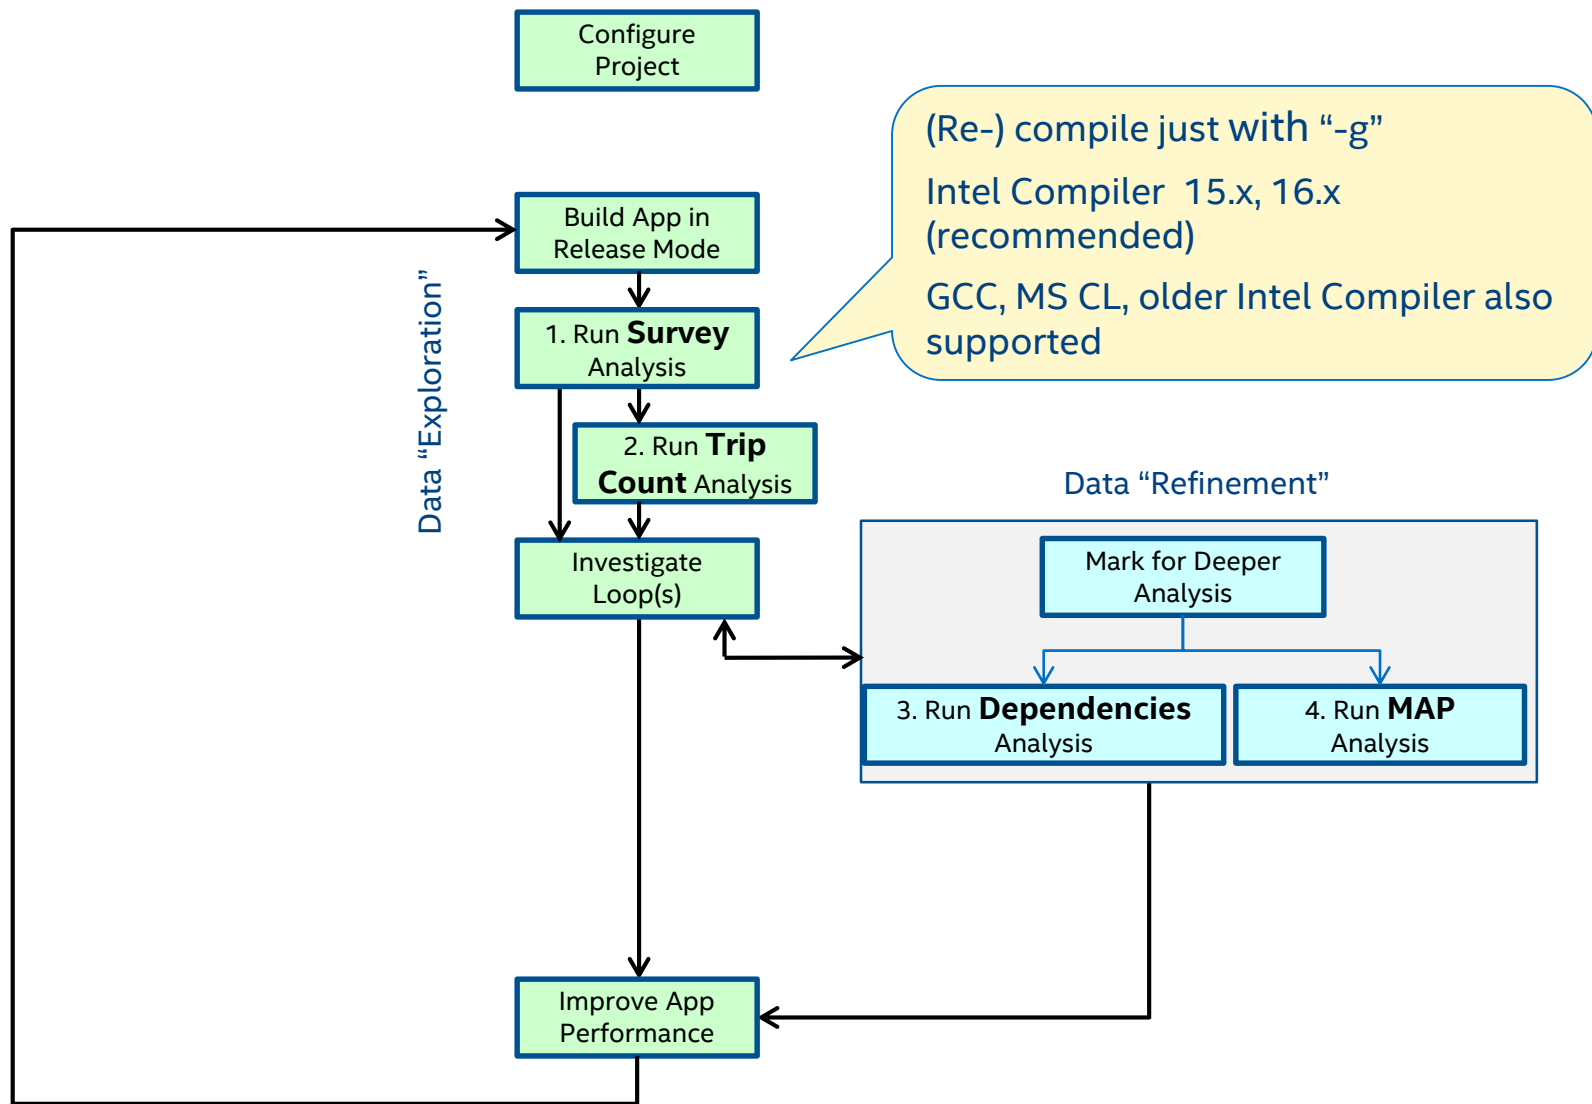 Configure
Project
(Re-) compile just with “-g”
Intel Compiler  15.x, 16.x
(recommended)
GCC, MS CL, older Intel Compiler also
supported
Build App in
Release Mode
Data “Exploration”
1. Run Survey
Analysis
2. Run Trip
Count Analysis
Investigate
Loop(s)
Data “Refinement”
Mark for Deeper
Analysis
3. Run Dependencies
Analysis
4. Run MAP
Analysis
Improve App
Performance